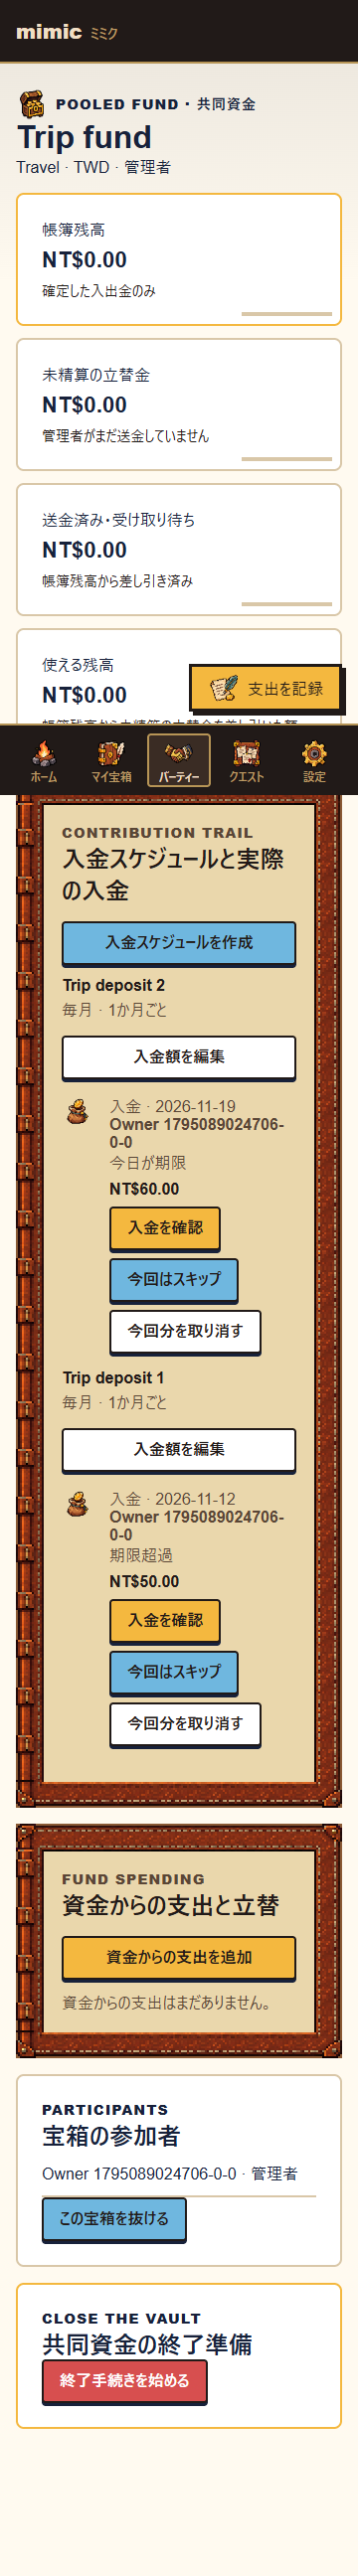 mimic ミミク
POOLED FUND・共同資金
Trip fund
Travel · TWD · 管理者
帳簿残高
NT$0.00
確定した入出金のみ
未精算の立替金
NT$0.00
管理者がまだ送金していません
送金済み・受け取り待ち
NT$0.00
帳簿残高から差し引き済み
使える残高
NT$0.00
支出を記録
ホーム
マイ宝箱
パーティー
クエスト
設定
CONTRIBUTION TRAIL
入金スケジュールと実際
の入金
入金スケジュールを作成
Trip deposit 2
毎月 · 1か月ごと
入金額を編集
入金 · 2026-11-19
Owner 1795089024706-
0-0
今日が期限
NT$60.00
入金を確認
今回はスキップ
今回分を取り消す
Trip deposit 1
毎月 · 1か月ごと
入金額を編集
入金 · 2026-11-12
Owner 1795089024706-
0-0
期限超過
NT$50.00
入金を確認
今回はスキップ
今回分を取り消す
FUND SPENDING
資金からの支出と立替
資金からの支出を追加
資金からの支出はまだありません。
PARTICIPANTS
宝箱の参加者
Owner 1795089024706-0-0 · 管理者
この宝箱を抜ける
CLOSE THE VAULT
共同資金の終了準備
終了手続きを始める